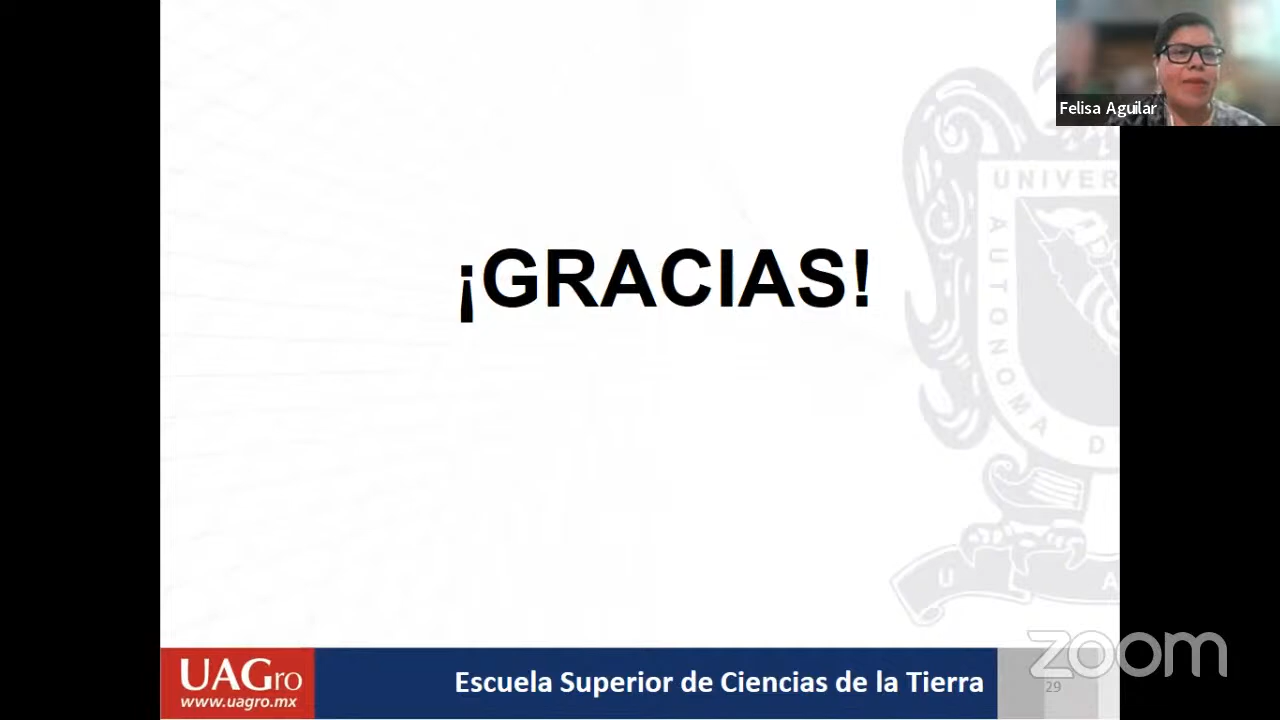 Felisa Aguilar
UNIVER
AUTONOMA D
¡GRACIAS!
U A
zoom
UAGro
www.uagro.mx
Escuela Superior de Ciencias de la Tierra
29